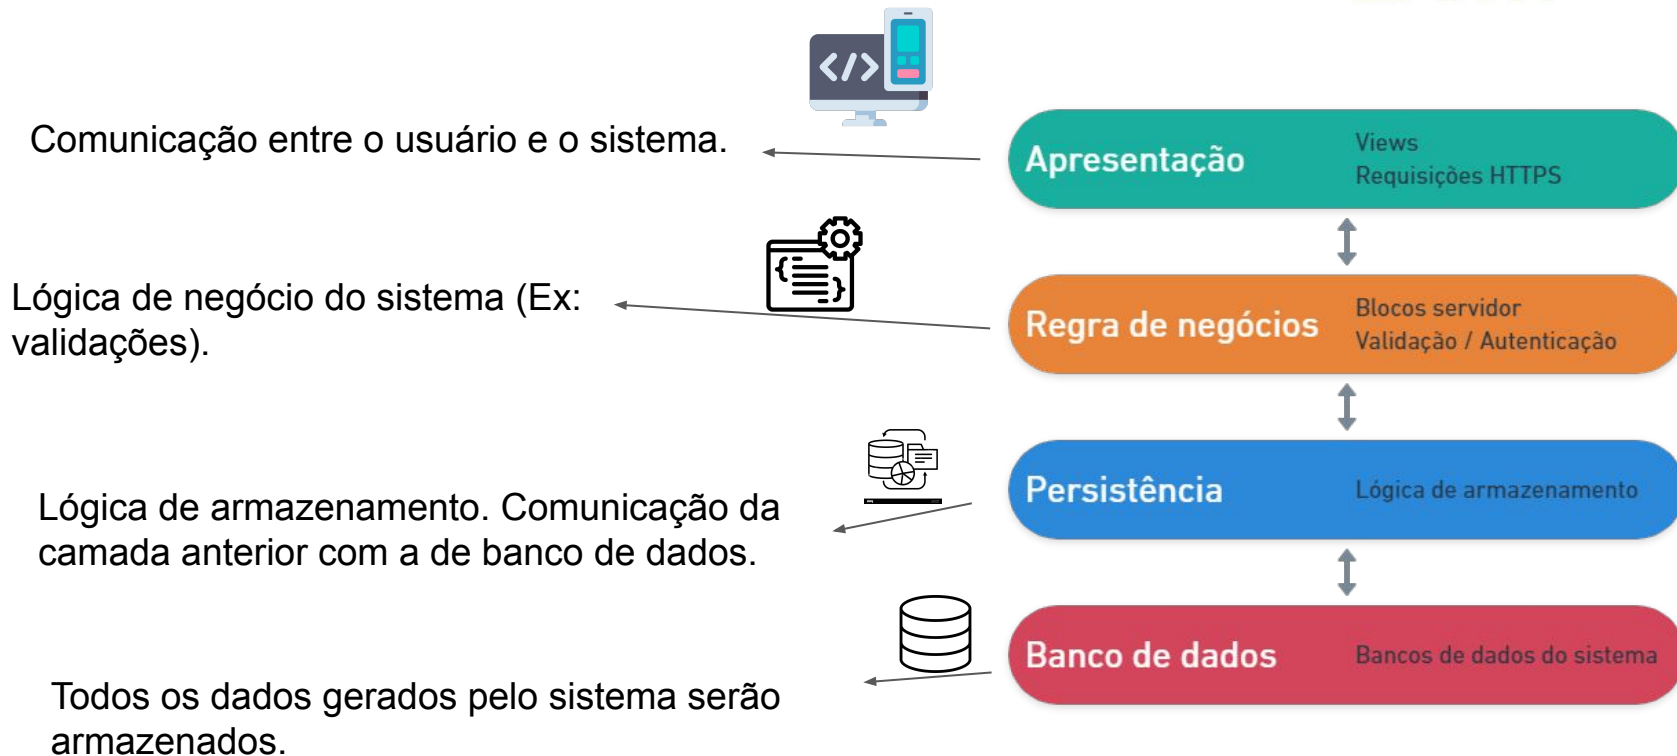 Comunicação entre o usuário e o sistema.
Apresentação
Views
Requisições HTTPS
Lógica de negócio do sistema (Ex:
validações).
Regra de negócios
Blocos servidor
Validação / Autenticação
Lógica de armazenamento. Comunicação da
camada anterior com a de banco de dados.
Persistência
Lógica de armazenamento
Todos os dados gerados pelo sistema serão
armazenados.
Banco de dados
Bancos de dados do sistema